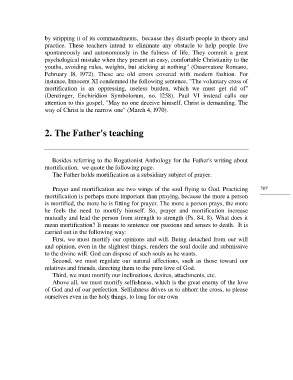 by stripping it of its commandments, because they disturb people in theory and
practice. These teachers intend to eliminate any obstacle to help people live
spontaneously and autonomously in the fullness of life. They commit a great
psychological mistake when they present an easy, comfortable Christianity to the
youths, avoiding rules, weights, but sticking at nothing" (Osservatore Romano,
February 18, 1972). These are old errors covered with modern fashion. For
instance, Innocent XI condemned the following sentence, "The voluntary cross of
mortification is an oppressing, useless burden, which we must get rid of"
(Denzinger, Enchiridion Symbolorum, no. 1258). Paul VI instead calls our
attention to this gospel, "May no one deceive himself, Christ is demanding. The
way of Christ is the narrow one" (March 4, 1970).
2. The Father's teaching
Besides referring to the Rogationist Anthology for the Father's writing about
mortification, we quote the following page.
The Father holds mortification as a subsidiary subject of prayer.
Prayer and mortification are two wings of the soul flying to God. Practicing
mortification is perhaps more important than praying, because the more a person
is mortified, the more he is fitting for prayer. The more a person prays, the more
he feels the need to mortify himself. So, prayer and mortification increase
mutually and lead the person from strength to strength (Ps. 84, 8). What does it
mean mortification? It means to sentence our passions and senses to death. It is
carried out in the following way:
First, we must mortify our opinions and will. Being detached from our will
and opinion, even in the slightest things, renders the soul docile and submissive
to the divine will. God can dispose of such souls as he wants.
Second, we must regulate our natural affections, such as those toward our
relatives and friends, directing them to the pure love of God.
Third, we must mortify our inclinations, desires, attachments, etc.
Above all, we must mortify selfishness, which is the great enemy of the love
of God and of our perfection. Selfishness drives us to abhorr the cross, to please
ourselves even in the holy things, to long for our own